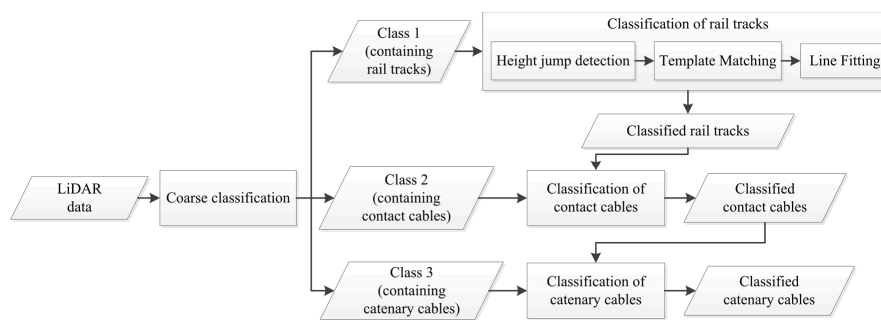 Classification of rail tracks
Class 1
(containing
rail tracks)
Height jump detection
Template Matching
Line Fitting
Classified rail tracks
LiDAR
data
Coarse classification
Class 2
(containing
contact cables)
Classification of
contact cables
Classified
contact cables
Class 3
(containing
catenary cables)
Classification of
catenary cables
Classified
catenary cables